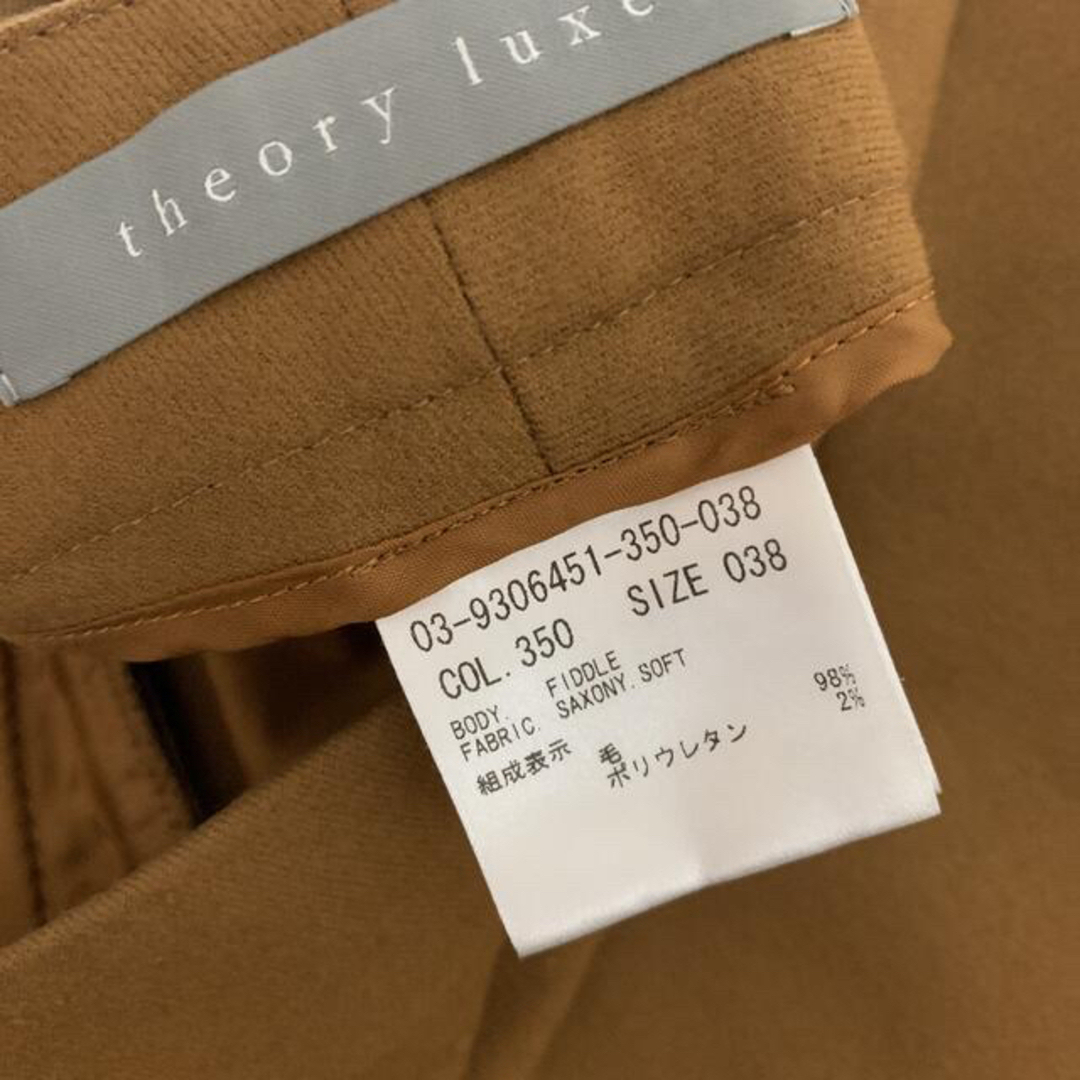 theory luxe
03-9306451-350-038
COL. 350 SIZE 038
BODY. FIDDLE
FABRIC. SAXONY.SOFT
組成表示 毛 98%
ポリウレタン 2%